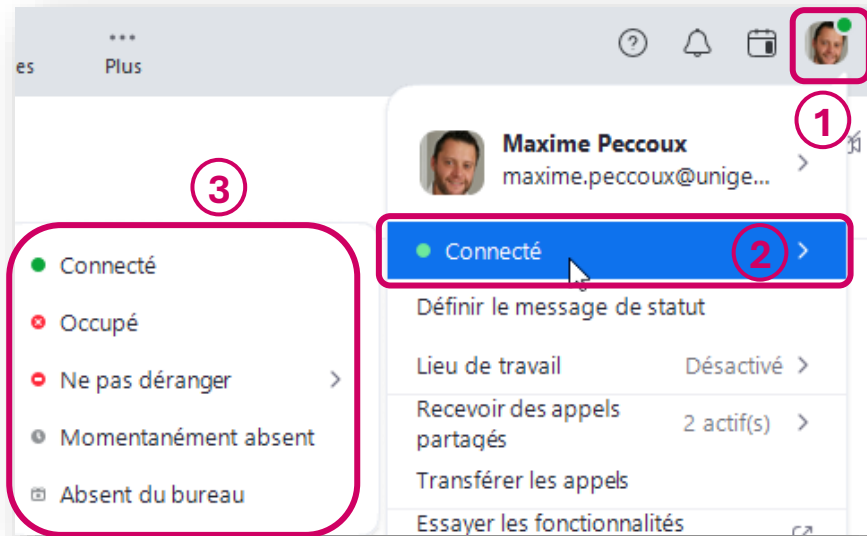 es
Plus
1
Maxime Peccoux
maxime.peccoux@unige...
3
Connecté
2
Connecté
Occupé
Ne pas déranger
Momentanément absent
Absent du bureau
Définir le message de statut
Lieu de travail Désactivé
Recevoir des appels
partagés
2 actif(s)
Transférer les appels
Essayer les fonctionnalités